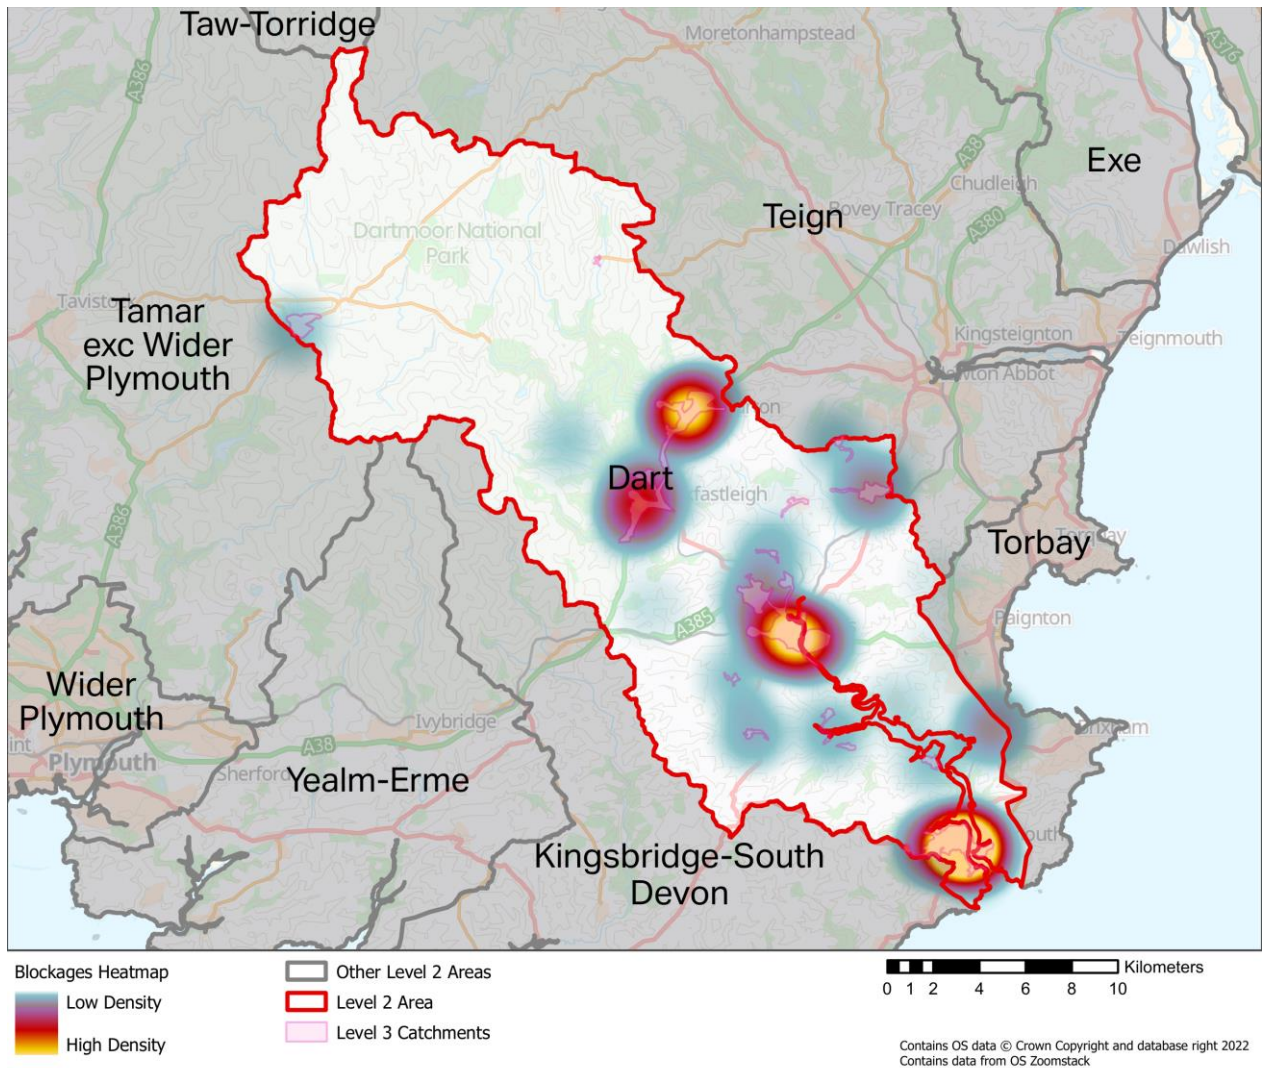 Taw-Torridge
Moretonhampstead
A376
A386
A38
Exe
Chudleigh
Teign
Bovey Tracey
A380
Dartmoor National
Park
Dawlish
Tamar
exc Wider
Plymouth
Kingsteignton
Teignmouth
Dart
Torbay
A386
A385
Paignton
Wider
Plymouth
Ivybridge
A38
Plymouth
Yealm-Erme
Kingsbridge-South
Devon
Blockages Heatmap
Low Density
High Density
Other Level 2 Areas
Level 2 Area
Level 3 Catchments
Kilometers
0 1 2 4 6 8 10
Contains OS data © Crown Copyright and database right 2022
Contains data from OS Zoomstack